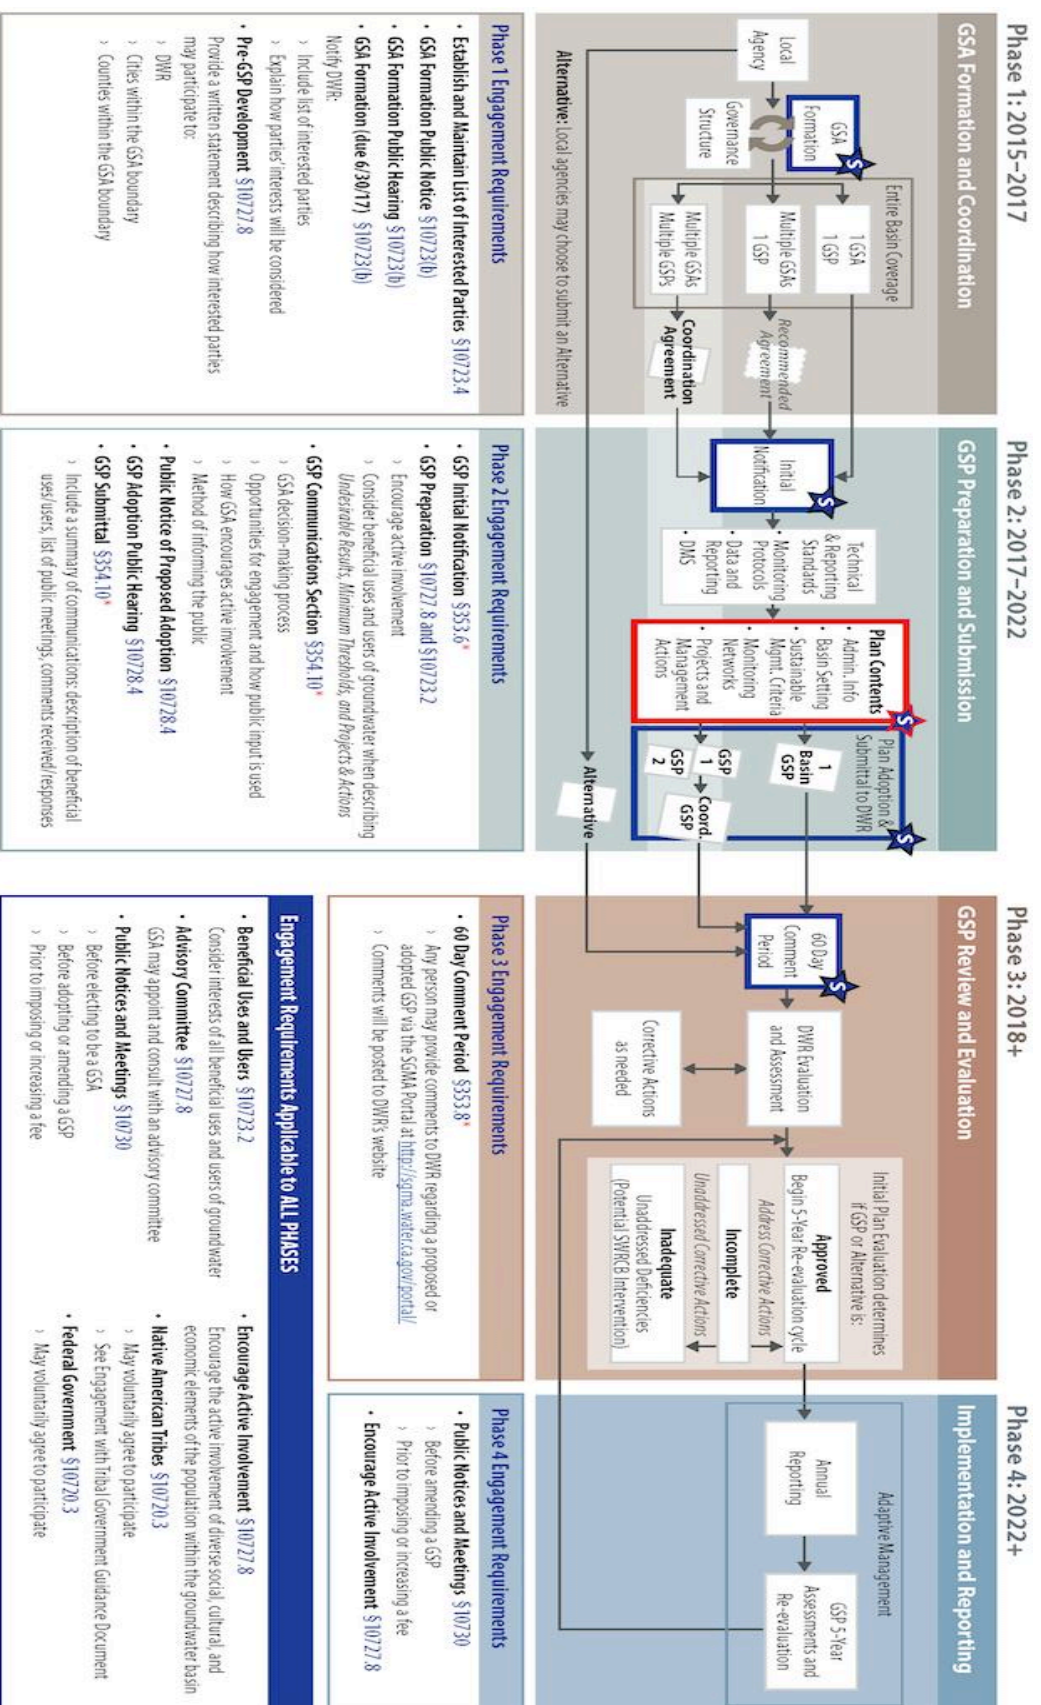 Phase 1: 2015–2017
GSA Formation and Coordination
Local
Agency
GSA
Formation
S
Governance
Structure
Entire Basin Coverage
1 GSA
1 GSP
Multiple GSAs
1 GSP
Multiple GSAs
Multiple GSPs
Recommended
Agreement
Coordination
Agreement
Alternative: Local agencies may choose to submit an Alternative
Phase 2: 2017–2022
GSP Preparation and Submission
Initial
Notification
S
Technical
& Reporting
Standards
• Monitoring
Protocols
• Data and
Reporting
• DMS
Plan Contents
• Admin. Info
• Basin Setting
• Sustainable
Mgmt. Criteria
• Monitoring
Networks
• Projects and
Management
Actions
S
Plan Adoption &
Submittal to DWR
S
1
Basin
GSP
GSP
1
GSP
2
Coord.
GSP
Alternative
Phase 3: 2018+
GSP Review and Evaluation
60 Day
Comment
Period
S
DWR Evaluation
and Assessment
Corrective Actions
as needed
Initial Plan Evaluation determines
if GSP or Alternative is:
Approved
Begin 5-Year Re-evaluation cycle
Address Corrective Actions
Incomplete
Unaddressed Corrective Actions
Inadequate
Unaddressed Deficiencies
(Potential SWRCB Intervention)
Phase 4: 2022+
Implementation and Reporting
Adaptive Management
Annual
Reporting
GSP 5-Year
Assessments and
Re-evaluation
Phase 1 Engagement Requirements
• Establish and Maintain List of Interested Parties §10723.4
• GSA Formation Public Notice §10723(b)
• GSA Formation Public Hearing §10723(b)
• GSA Formation (due 6/30/17) §10723(b)
Notify DWR:
› Include list of interested parties
› Explain how parties' interests will be considered
• Pre-GSP Development §10727.8
Provide a written statement describing how interested parties
may participate to:
› DWR
› Cities within the GSA boundary
› Counties within the GSA boundary
Phase 2 Engagement Requirements
• GSP Initial Notification §353.6*
• GSP Preparation §10727.8 and §10723.2
› Encourage active involvement
› Consider beneficial uses and users of groundwater when describing
Undesirable Results, Minimum Thresholds, and Projects & Actions
• GSP Communications Section §354.10*
› GSA decision-making process
› Opportunities for engagement and how public input is used
› How GSA encourages active involvement
› Method of informing the public
• Public Notice of Proposed Adoption §10728.4
• GSP Adoption Public Hearing §10728.4
• GSP Submittal §354.10*
› Include a summary of communications: description of beneficial
uses/users, list of public meetings, comments received/responses
Phase 3 Engagement Requirements
• 60 Day Comment Period §353.8*
› Any person may provide comments to DWR regarding a proposed or
adopted GSP via the SGMA Portal at http://sgma.water.ca.gov/portal/
› Comments will be posted to DWR's website
Phase 4 Engagement Requirements
• Public Notices and Meetings §10730
› Before amending a GSP
› Prior to imposing or increasing a fee
• Encourage Active Involvement §10727.8
Engagement Requirements Applicable to ALL PHASES
• Beneficial Uses and Users §10723.2
Consider interests of all beneficial uses and users of groundwater
• Advisory Committee §10727.8
GSA may appoint and consult with an advisory committee
• Public Notices and Meetings §10730
› Before electing to be a GSA
› Before adopting or amending a GSP
› Prior to imposing or increasing a fee
• Encourage Active Involvement §10727.8
Encourage the active involvement of diverse social, cultural, and
economic elements of the population within the groundwater basin
• Native American Tribes §10720.3
› May voluntarily agree to participate
› See Engagement with Tribal Government Guidance Document
• Federal Government §10720.3
› May voluntarily agree to participate